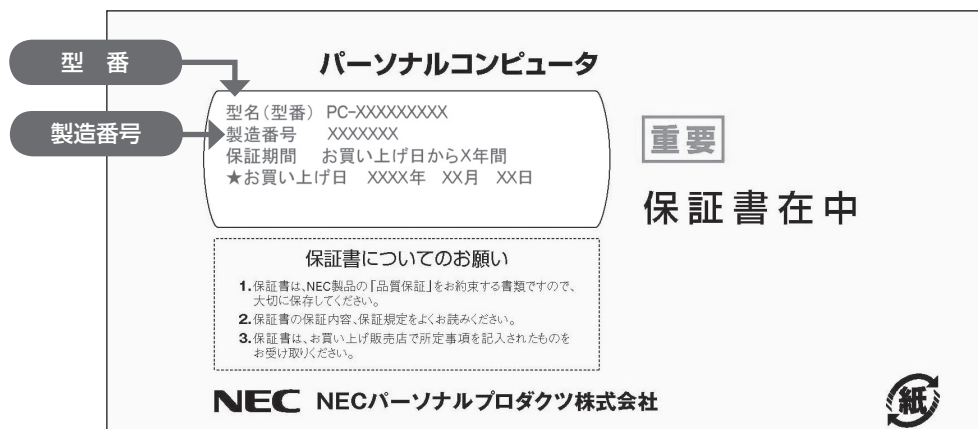 型　番
製造番号
パーソナルコンピュータ
型名(型番)　PC-XXXXXXXXX
製造番号　XXXXXXX
保証期間　お買い上げ日からX年間
★お買い上げ日　XXXX年　XX月　XX日
重要
保証書在中
保証書についてのお願い
1.保証書は、NEC製品の「品質保証」をお約束する書類ですので、
大切に保存してください。
2.保証書の保証内容、保証規定をよくお読みください。
3.保証書は、お買い上げ販売店で所定事項を記入されたものを
お受け取りください。
NEC NECパーソナルプロダクツ株式会社
紙